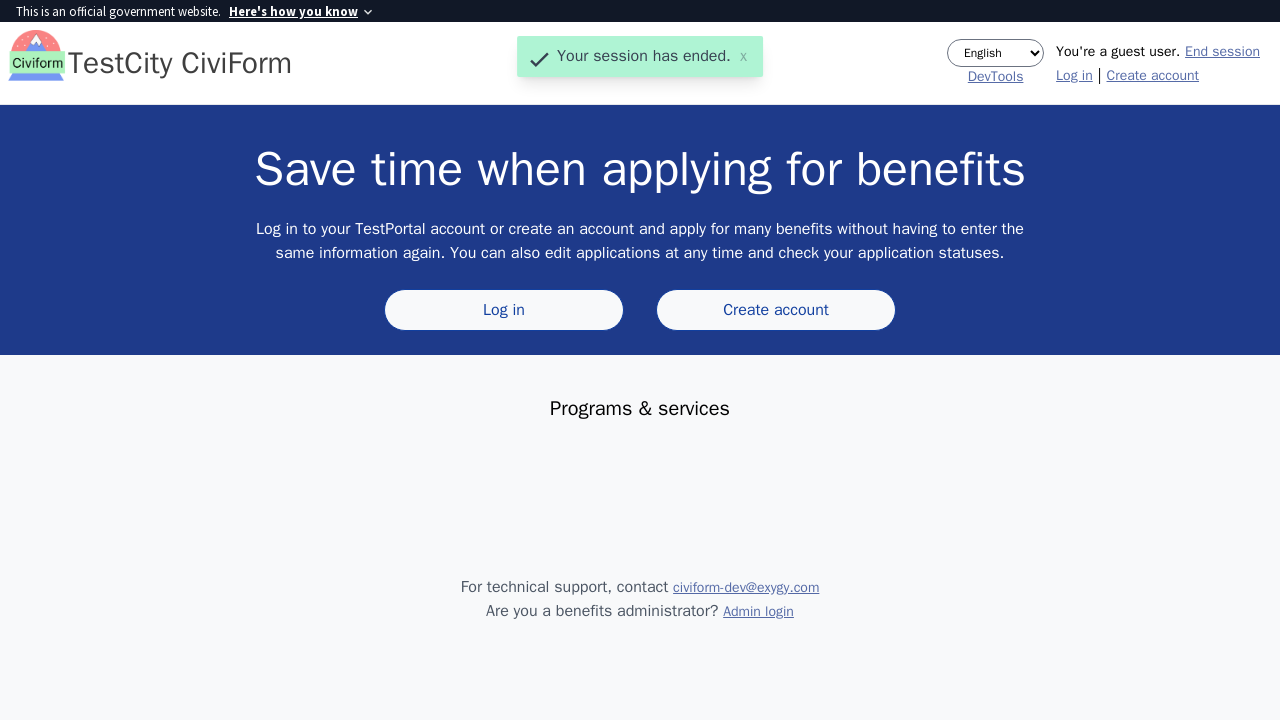 This is an official government website. Here's how you know
Civiform
TestCity CiviForm
Your session has ended. x
English
DevTools
You're a guest user. End session
Log in | Create account
Save time when applying for benefits
Log in to your TestPortal account or create an account and apply for many benefits without having to enter the
same information again. You can also edit applications at any time and check your application statuses.
Log in
Create account
Programs & services
For technical support, contact civiform-dev@exygy.com
Are you a benefits administrator? Admin login